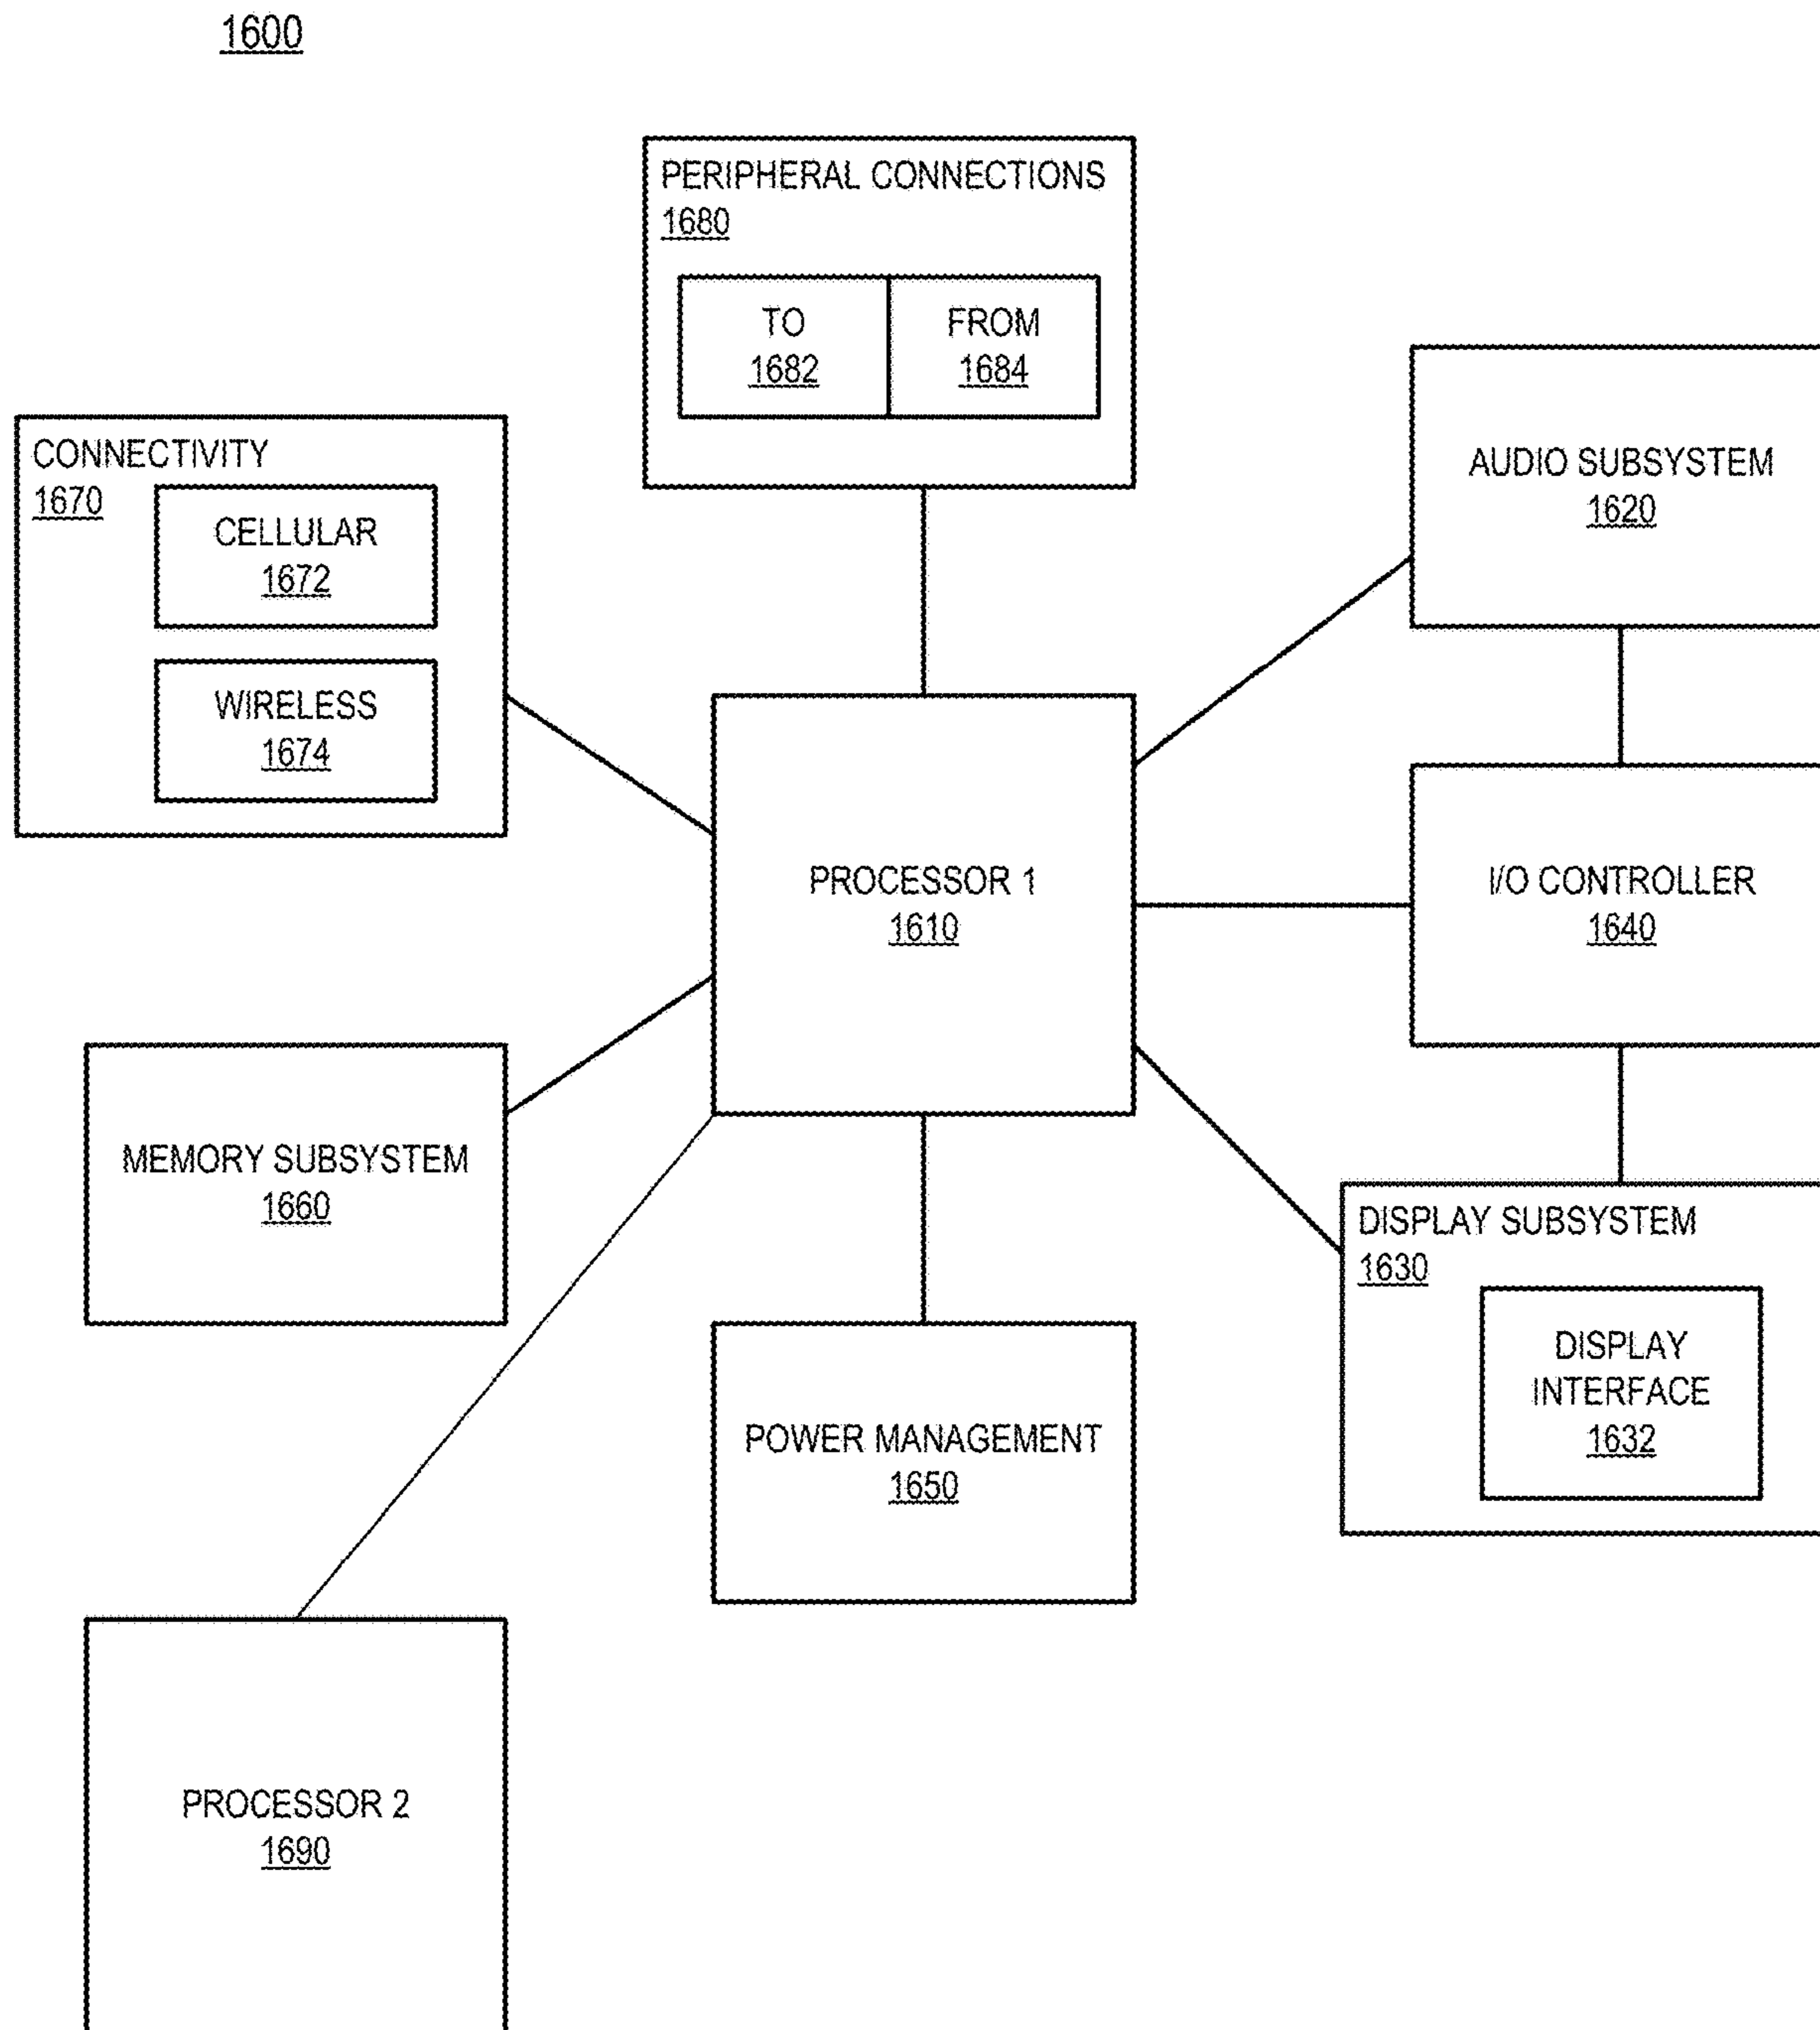 1600
PERIPHERAL CONNECTIONS
1680
TO
1682
FROM
1684
CONNECTIVITY
1670
CELLULAR
1672
WIRELESS
1674
AUDIO SUBSYSTEM
1620
PROCESSOR 1
1610
I/O CONTROLLER
1640
MEMORY SUBSYSTEM
1660
DISPLAY SUBSYSTEM
1630
DISPLAY
INTERFACE
1632
POWER MANAGEMENT
1650
PROCESSOR 2
1690